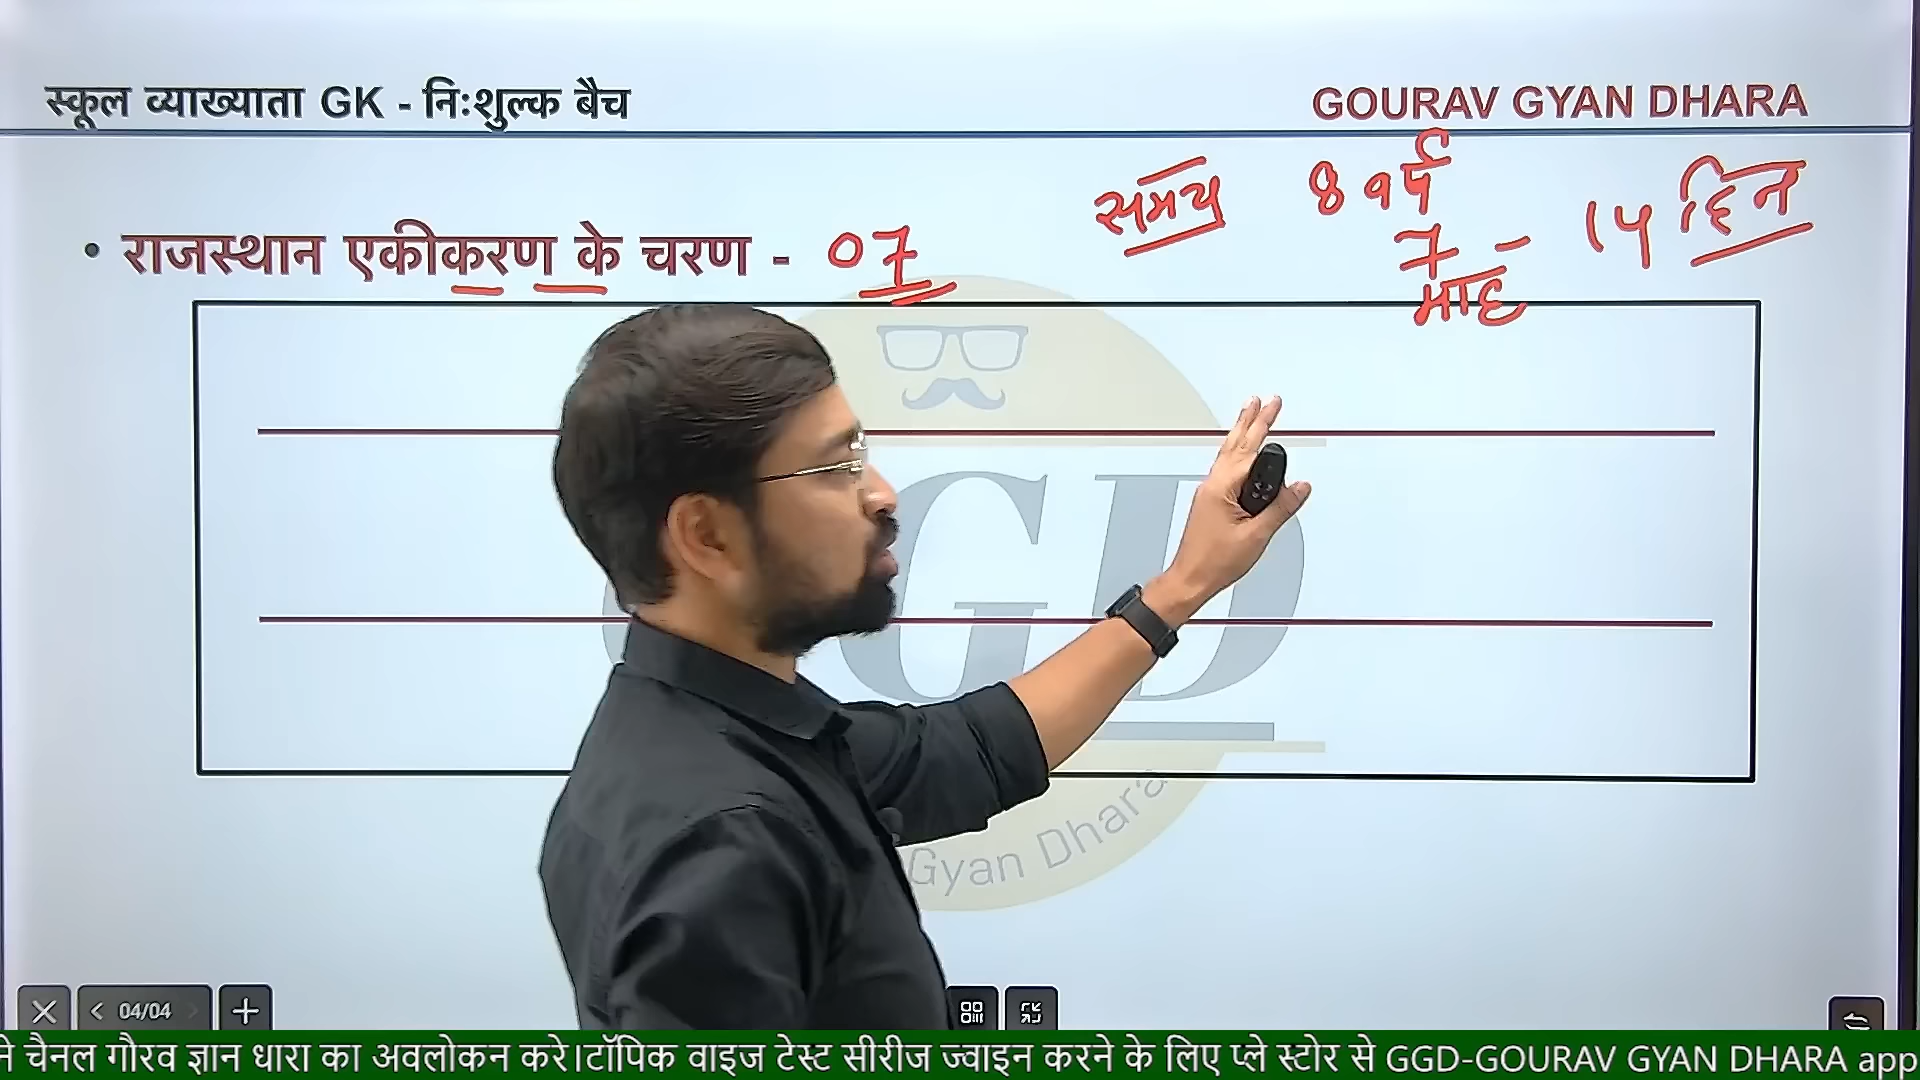 स्कूल व्याख्याता GK - निःशुल्क बैच
GOURAV GYAN DHARA
समय 8 वर्ष 7 माह - 14 दिन
• राजस्थान एकीकरण के चरण - 07
GD
Gyan Dhara
04/04
ने चैनल गौरव ज्ञान धारा का अवलोकन करे।टॉपिक वाइज टेस्ट सीरीज ज्वाइन करने के लिए प्ले स्टोर से GGD-GOURAV GYAN DHARA app